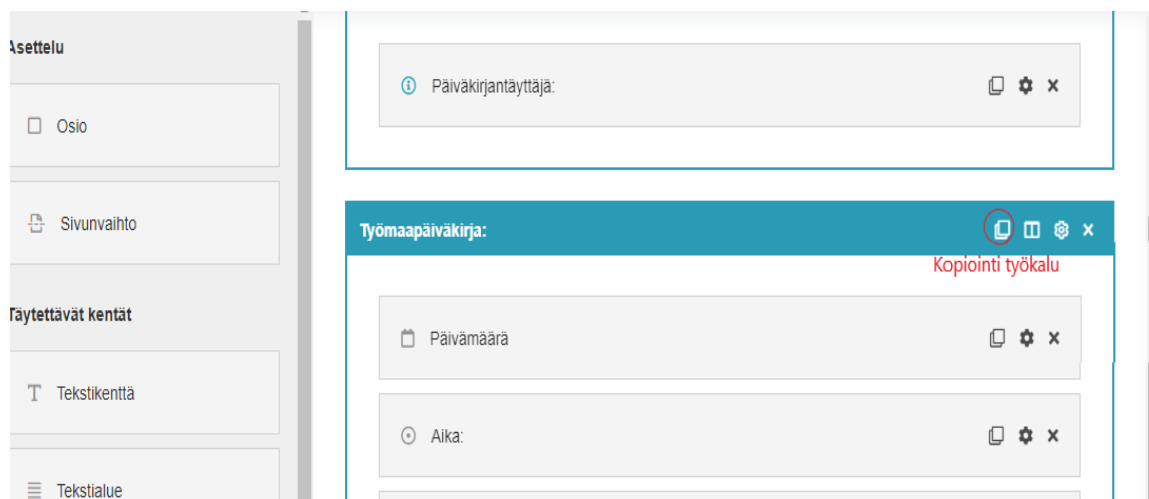 Asettelu
Osio
Sivunvaihto
Täytettävät kentät
Tekstikenttä
Tekstialue
Päiväkirjantäyttäjä:
Työmaapäiväkirja:
Kopiointi työkalu
Päivämäärä
Aika: